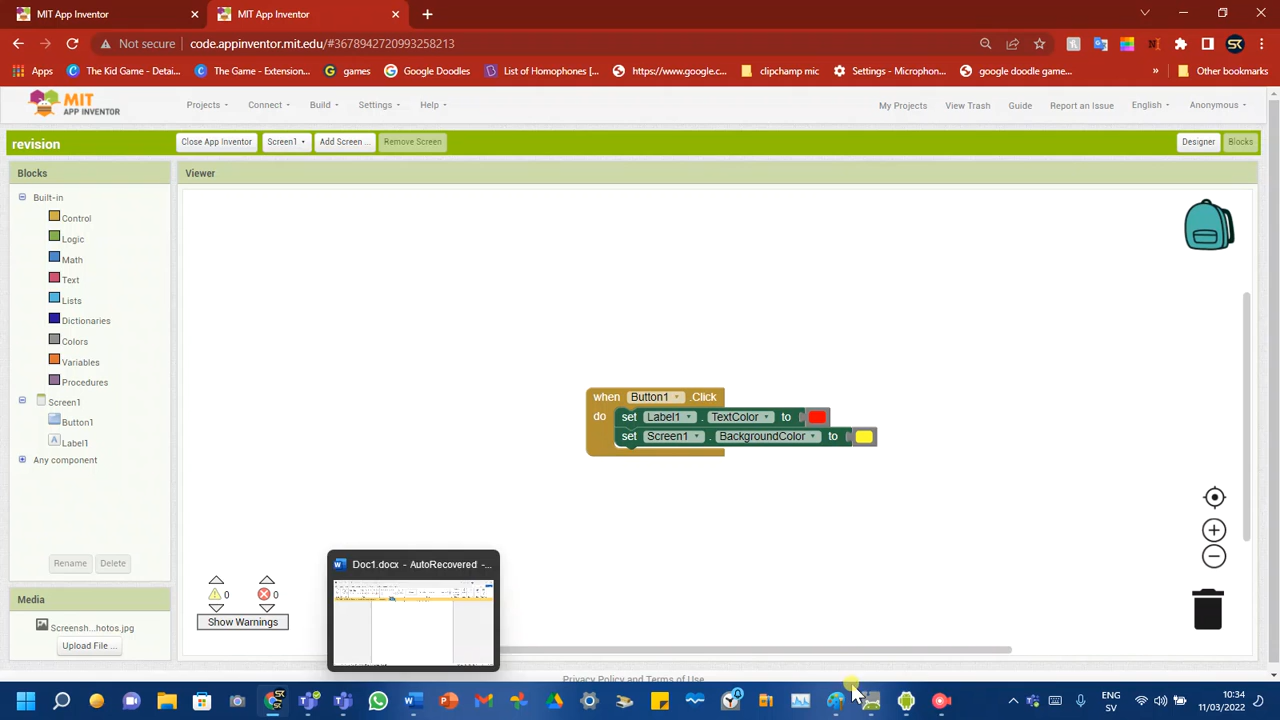 MIT App Inventor
MIT App Inventor
Not secure
code.appinventor.mit.edu/#3678942720993258213
Apps
The Kid Game - Detai...
The Game - Extension...
games
Google Doodles
List of Homophones [...
https://www.google.c...
clipchamp mic
Settings - Microphon...
google doodle game...
»
Other bookmarks
MIT
APP INVENTOR
Projects
Connect
Build
Settings
Help
My Projects
View Trash
Guide
Report an Issue
English
Anonymous
revision
Close App Inventor
Screen1
Add Screen ...
Remove Screen
Designer
Blocks
Blocks
Viewer
Built-in
Control
Logic
Math
Text
Lists
Dictionaries
Colors
Variables
Procedures
Screen1
Button1
Label1
Any component
Rename
Delete
Media
Screensh...hotos.jpg
Upload File ...
when Button1 .Click
do set Label1 . TextColor to
set Screen1 . BackgroundColor to
0
0
Show Warnings
Doc1.docx - AutoRecovered -...
Privacy Policy and Terms of Use
ENG
SV
10:34
11/03/2022